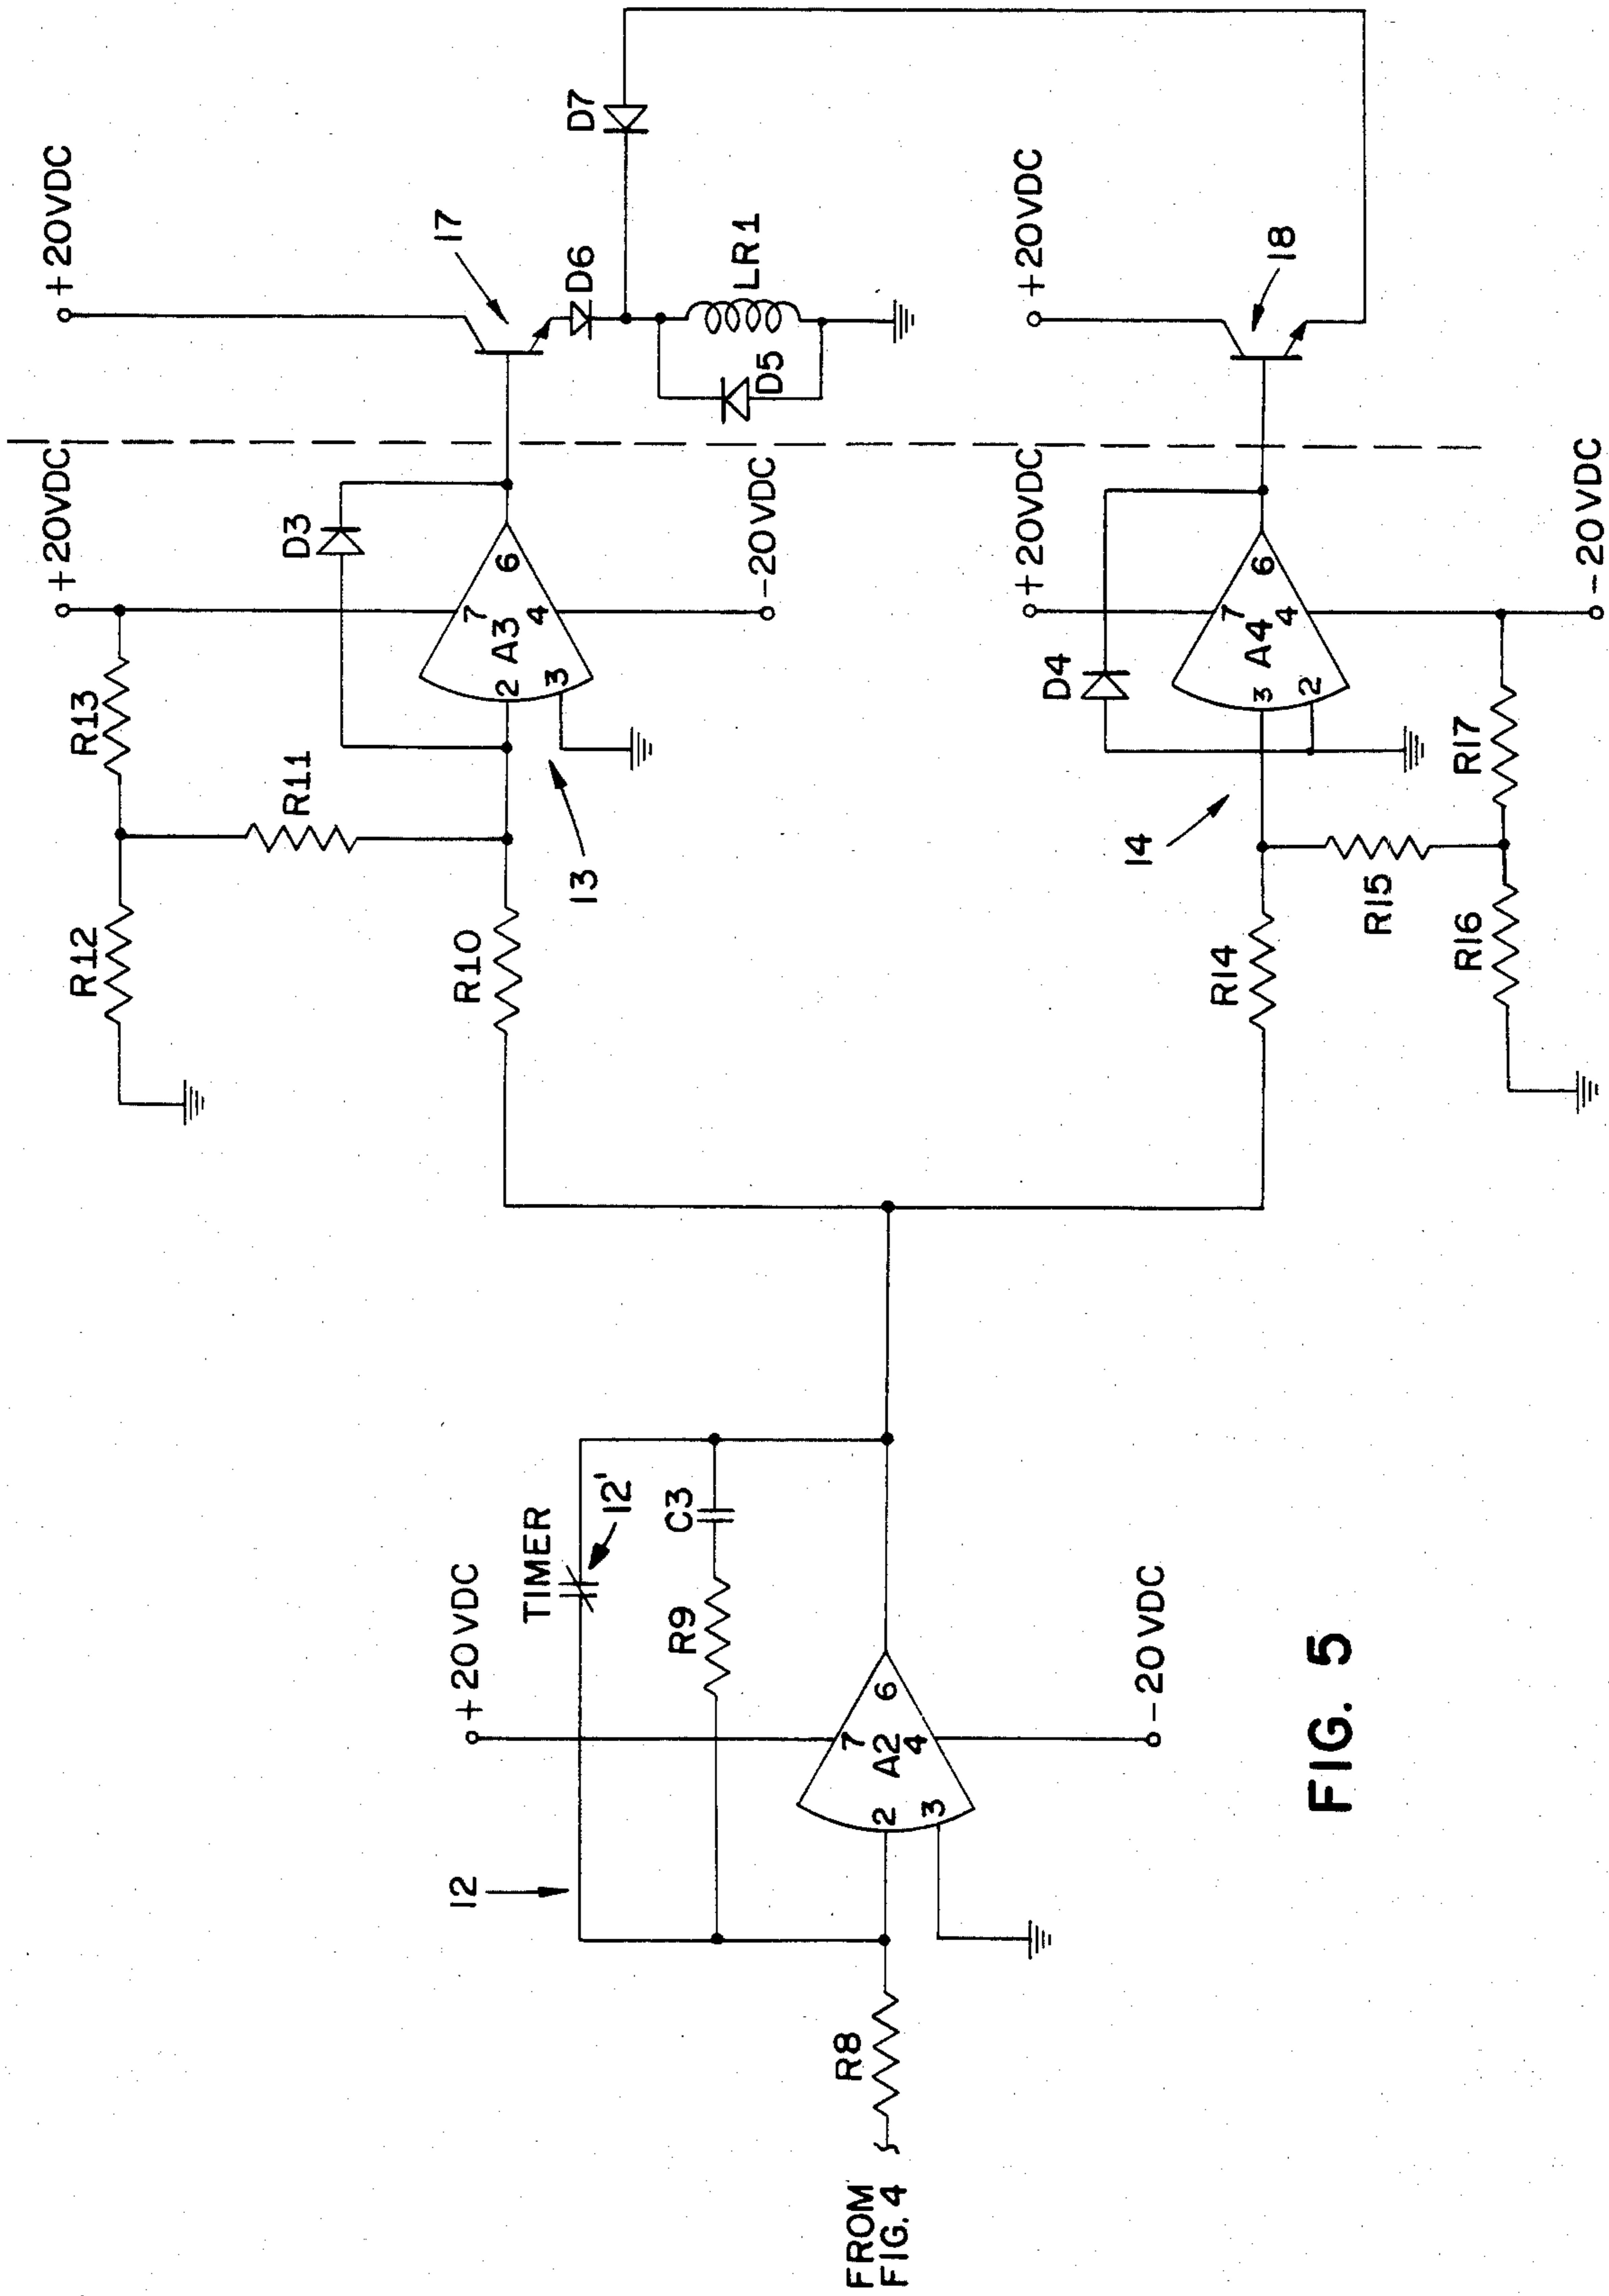 +20VDC
+20VDC
R12
R13
D3
17
D7
R11
D6
R10
2
A3
7
6
3
4
13
LR1
D5
-20VDC
12
+20VDC
TIMER
12'
R9
C3
FROM
FIG. 4
R8
2
A2
7
6
3
4
-20VDC
+20VDC
+20VDC
D4
14
R14
3
A4
7
6
2
4
18
R15
R16
R17
-20VDC
FIG. 5